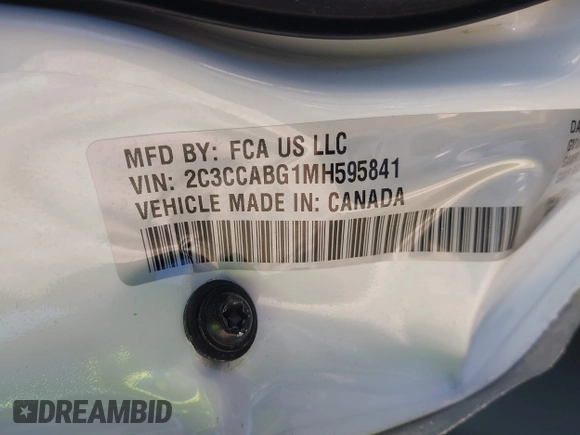 MFD BY: FCA US LLC
VIN: 2C3CCABG1MH595841
VEHICLE MADE IN: CANADA
DREAMBID